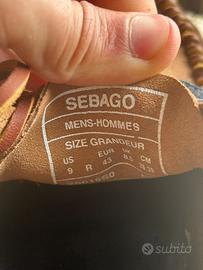 SEBAGO
MENS-HOMMES
SIZE GRANDEUR
US EUR UK CM
9 R 43 8.5
subito